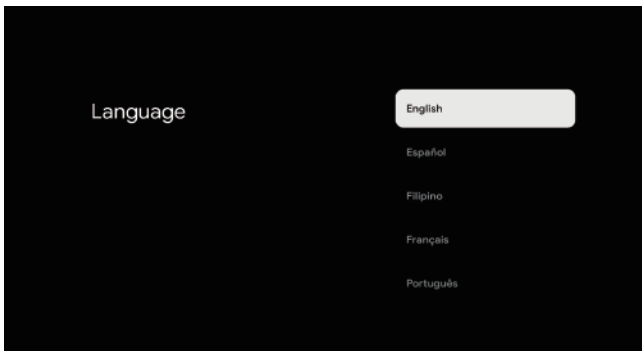 Language
English
Español
Filipino
Français
Português